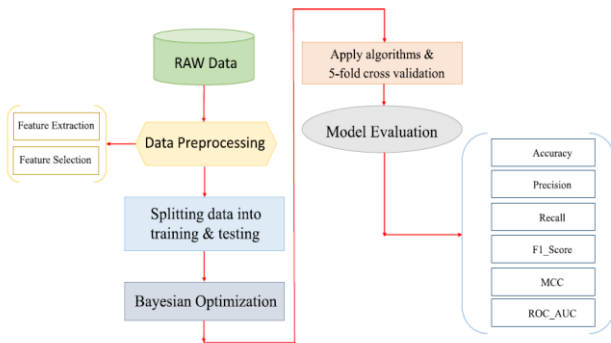 RAW Data
Data Preprocessing
Feature Extraction
Feature Selection
Splitting data into
training & testing
Bayesian Optimization
Apply algorithms &
5-fold cross validation
Model Evaluation
Accuracy
Precision
Recall
F1_Score
MCC
ROC_AUC